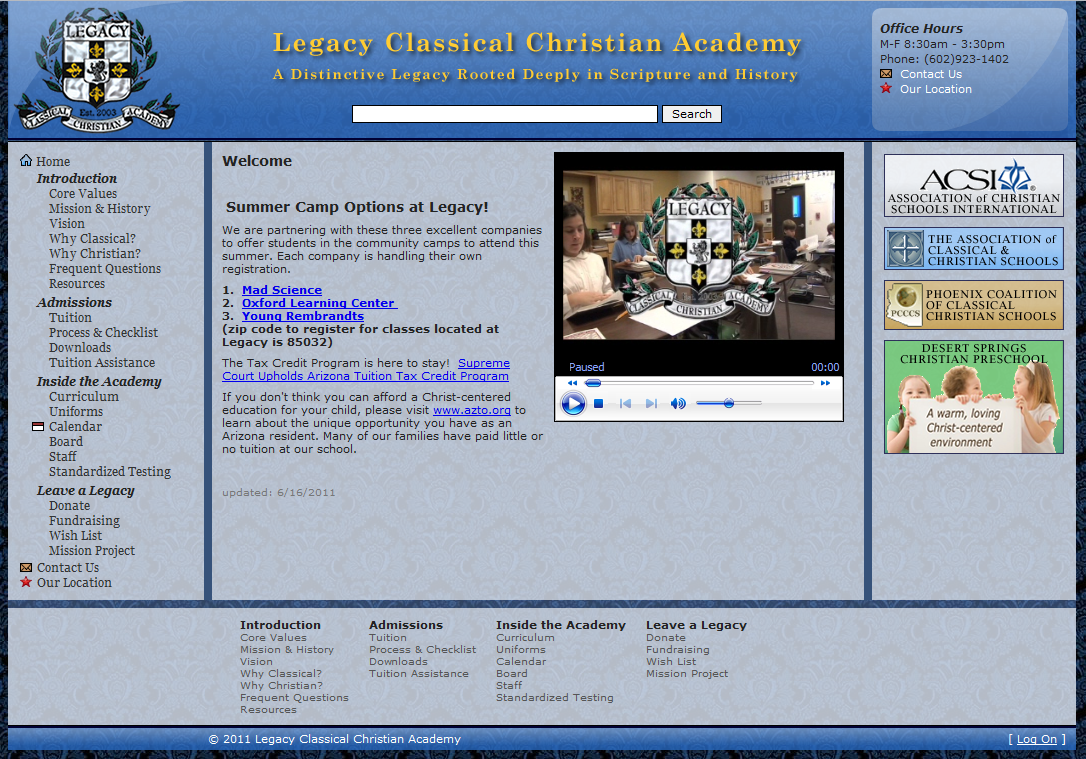 LEGACY
Est. 2003
CLASSICAL CHRISTIAN ACADEMY
Legacy Classical Christian Academy
A Distinctive Legacy Rooted Deeply in Scripture and History
Search
Office Hours
M-F 8:30am - 3:30pm
Phone: (602)923-1402
Contact Us
Our Location
Home
Introduction
Core Values
Mission & History
Vision
Why Classical?
Why Christian?
Frequent Questions
Resources
Admissions
Tuition
Process & Checklist
Downloads
Tuition Assistance
Inside the Academy
Curriculum
Uniforms
Calendar
Board
Staff
Standardized Testing
Leave a Legacy
Donate
Fundraising
Wish List
Mission Project
Contact Us
Our Location
Welcome
Summer Camp Options at Legacy!
We are partnering with these three excellent companies
to offer students in the community camps to attend this
summer. Each company is handling their own
registration.
1. Mad Science
2. Oxford Learning Center
3. Young Rembrandts
(zip code to register for classes located at
Legacy is 85032)
The Tax Credit Program is here to stay! Supreme
Court Upholds Arizona Tuition Tax Credit Program
If you don't think you can afford a Christ-centered
education for your child, please visit www.azto.org to
learn about the unique opportunity you have as an
Arizona resident. Many of our families have paid little or
no tuition at our school.
updated: 6/16/2011
LEGACY
CLASSICAL CHRISTIAN ACADEMY
Paused 00:00
ACSI®
ASSOCIATION of CHRISTIAN
SCHOOLS INTERNATIONAL
THE ASSOCIATION of
CLASSICAL &
CHRISTIAN SCHOOLS
PCCCS
PHOENIX COALITION
OF CLASSICAL
CHRISTIAN SCHOOLS
DESERT SPRINGS
CHRISTIAN PRESCHOOL
A warm, loving
Christ-centered
environment
Introduction
Core Values
Mission & History
Vision
Why Classical?
Why Christian?
Frequent Questions
Resources
Admissions
Tuition
Process & Checklist
Downloads
Tuition Assistance
Inside the Academy
Curriculum
Uniforms
Calendar
Board
Staff
Standardized Testing
Leave a Legacy
Donate
Fundraising
Wish List
Mission Project
© 2011 Legacy Classical Christian Academy
[ Log On ]